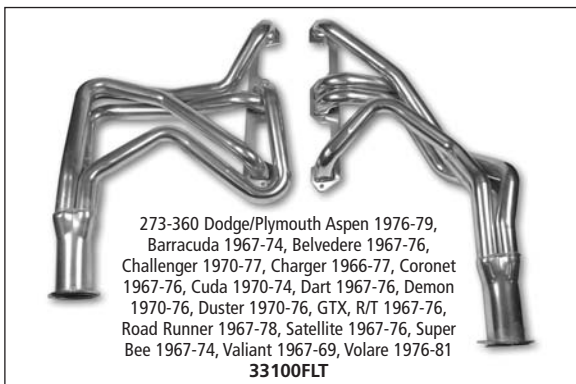 273-360 Dodge/Plymouth Aspen 1976-79,
Barracuda 1967-74, Belvedere 1967-76,
Challenger 1970-77, Charger 1966-77, Coronet
1967-76, Cuda 1970-74, Dart 1967-76, Demon
1970-76, Duster 1970-76, GTX, R/T 1967-76,
Road Runner 1967-78, Satellite 1967-76, Super
Bee 1967-74, Valiant 1967-69, Volare 1976-81
33100FLT